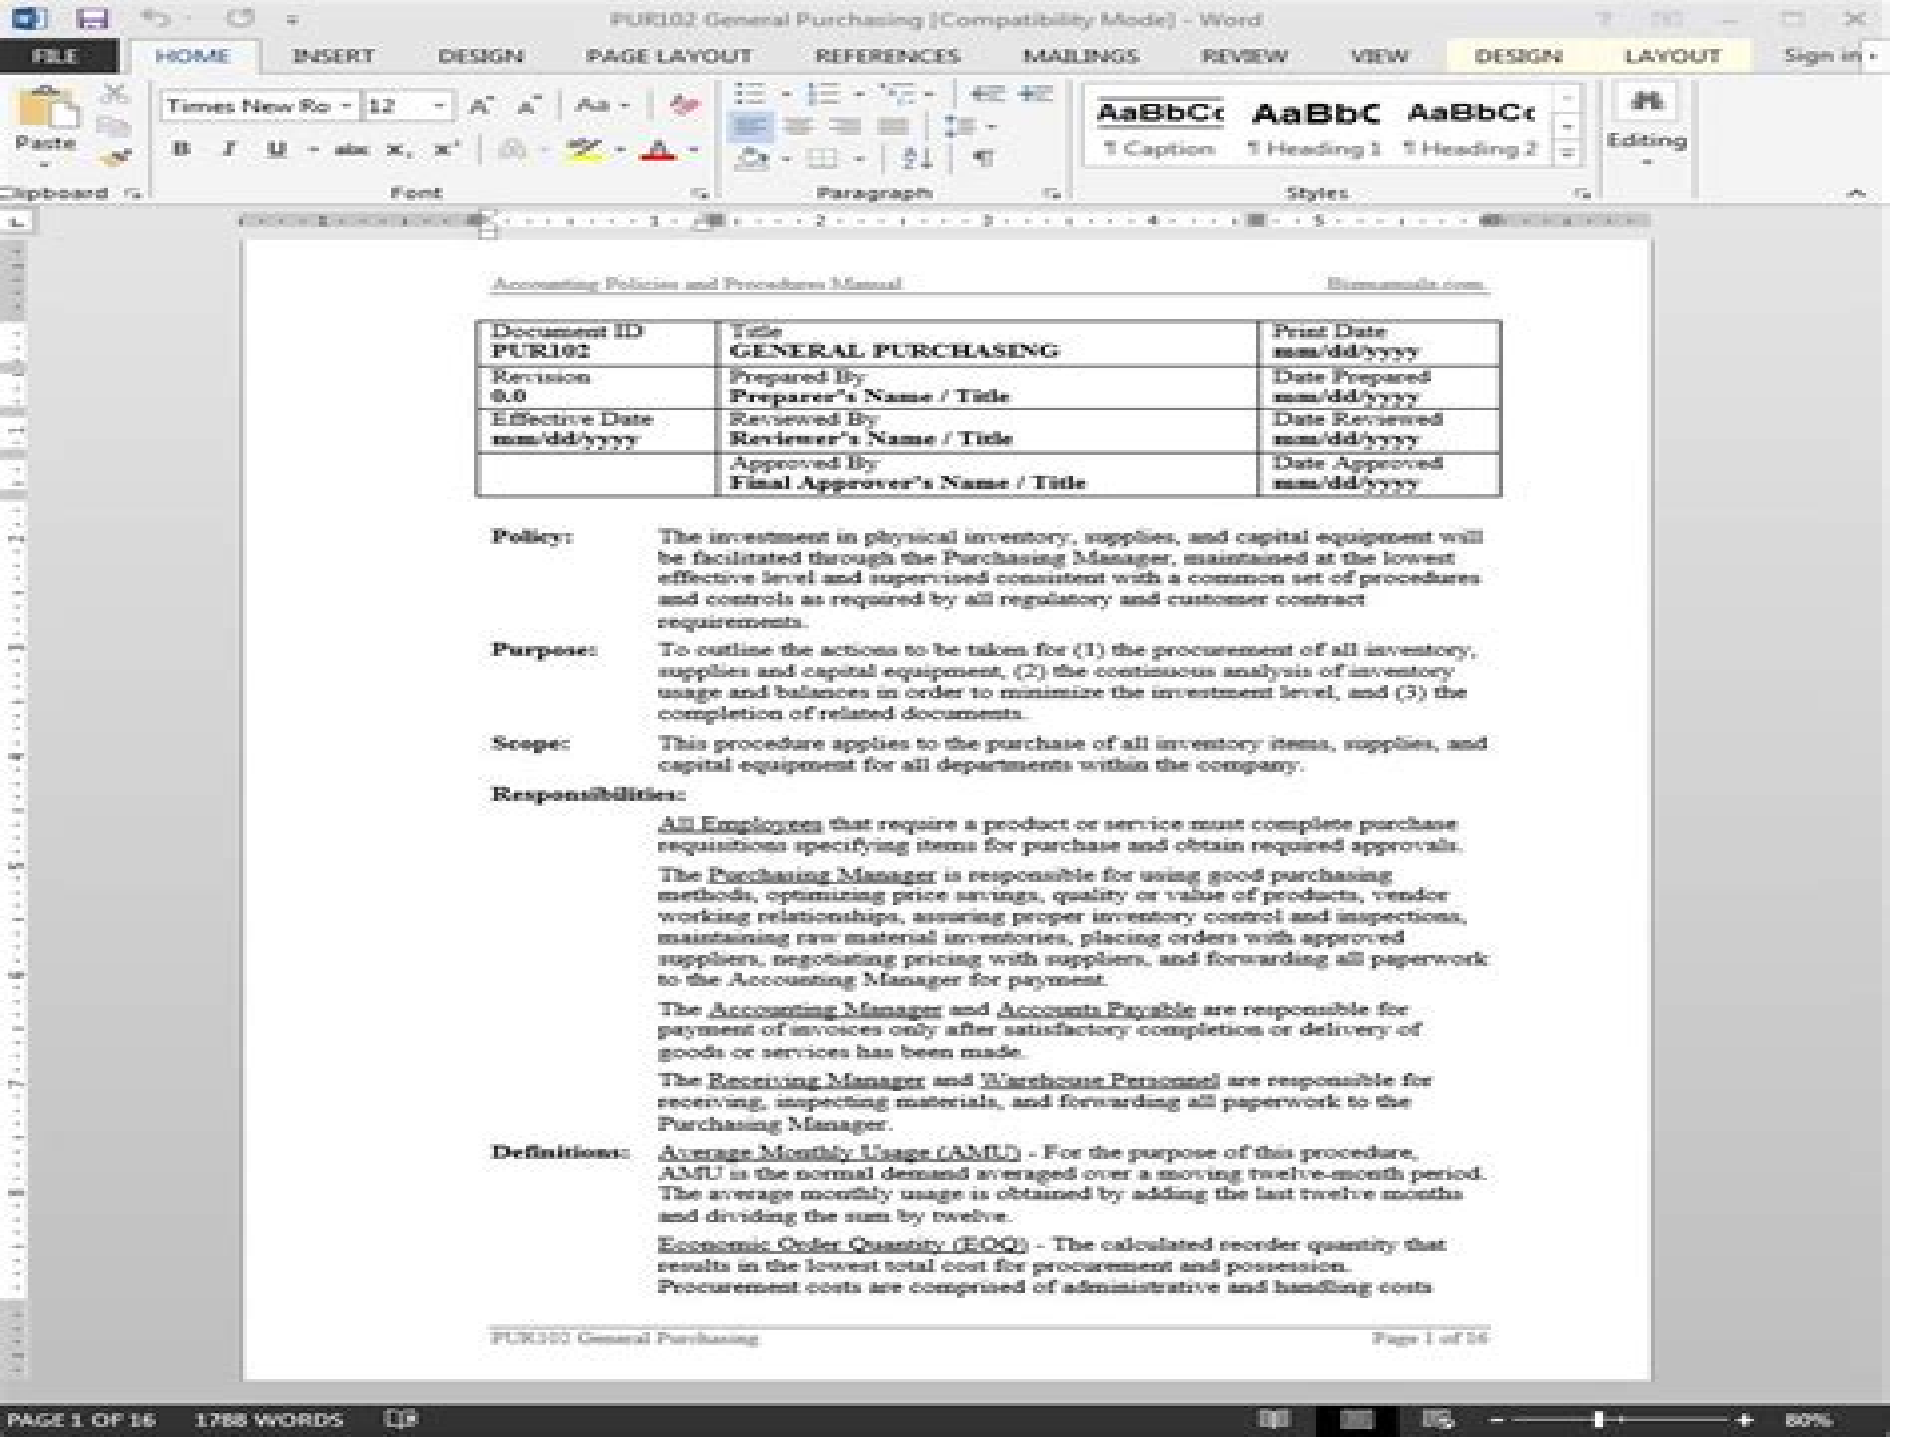 PUR102 General Purchasing [Compatibility Mode] - Word
FILE HOME INSERT DESIGN PAGE LAYOUT REFERENCES MAILINGS REVIEW VIEW DESIGN LAYOUT Sign in
Times New Ro 12 Aa
AaBbCc AaBbC AaBbCc
Paste
B I U abc x, x'
¶ Caption ¶ Heading 1 ¶ Heading 2
Editing
Clipboard Font Paragraph Styles
1 1 2 3 4 5
Accounting Policies and Procedures Manual Bizmanualz.com
Document ID Title Print Date
PUR102 GENERAL PURCHASING mm/dd/yyyy
Revision Prepared By Date Prepared
0.0 Preparer's Name / Title mm/dd/yyyy
Effective Date Reviewed By Date Reviewed
mm/dd/yyyy Reviewer's Name / Title mm/dd/yyyy
Approved By Date Approved
Final Approver's Name / Title mm/dd/yyyy
Policy: The investment in physical inventory, supplies, and capital equipment will
be facilitated through the Purchasing Manager, maintained at the lowest
effective level and supervised consistent with a common set of procedures
and controls as required by all regulatory and customer contract
requirements.
Purpose: To outline the actions to be taken for (1) the procurement of all inventory,
supplies and capital equipment, (2) the continuous analysis of inventory
usage and balances in order to minimize the investment level, and (3) the
completion of related documents.
Scope: This procedure applies to the purchase of all inventory items, supplies, and
capital equipment for all departments within the company.
Responsibilities:
All Employees that require a product or service must complete purchase
requisitions specifying items for purchase and obtain required approvals.
The Purchasing Manager is responsible for using good purchasing
methods, optimizing price savings, quality or value of products, vendor
working relationships, assuring proper inventory control and inspections,
maintaining raw material inventories, placing orders with approved
suppliers, negotiating pricing with suppliers, and forwarding all paperwork
to the Accounting Manager for payment.
The Accounting Manager and Accounts Payable are responsible for
payment of invoices only after satisfactory completion or delivery of
goods or services has been made.
The Receiving Manager and Warehouse Personnel are responsible for
receiving, inspecting materials, and forwarding all paperwork to the
Purchasing Manager.
Definitions: Average Monthly Usage (AMU) - For the purpose of this procedure,
AMU is the normal demand averaged over a moving twelve-month period.
The average monthly usage is obtained by adding the last twelve months
and dividing the sum by twelve.
Economic Order Quantity (EOQ) - The calculated reorder quantity that
results in the lowest total cost for procurement and possession.
Procurement costs are comprised of administrative and handling costs
PUR102 General Purchasing Page 1 of 16
PAGE 1 OF 16 1788 WORDS 80%